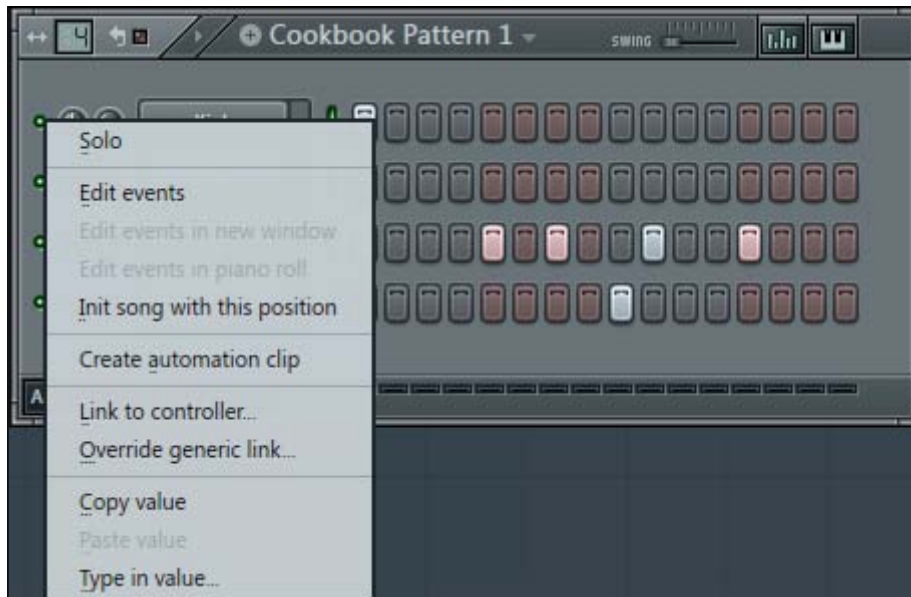 4
Cookbook Pattern 1
SWING
Solo
Edit events
Edit events in new window
Edit events in piano roll
Init song with this position
Create automation clip
Link to controller...
Override generic link...
Copy value
Paste value
Type in value...